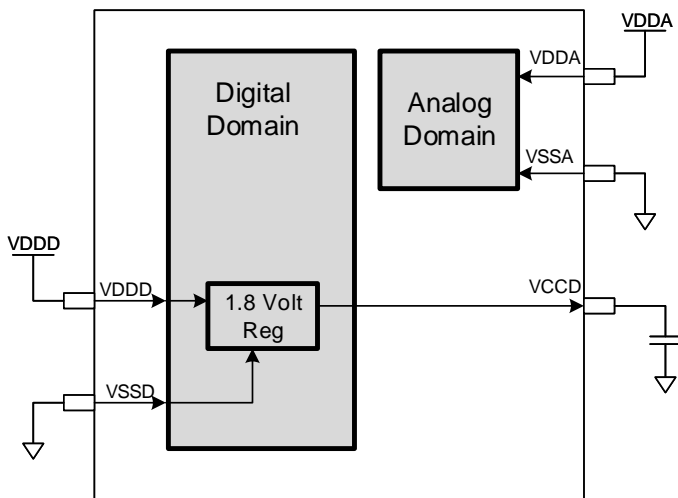 VDDA
VDDA
Digital
Domain
Analog
Domain
VSSA
VDDD
VDDD
1.8 Volt
Reg
VCCD
VSSD